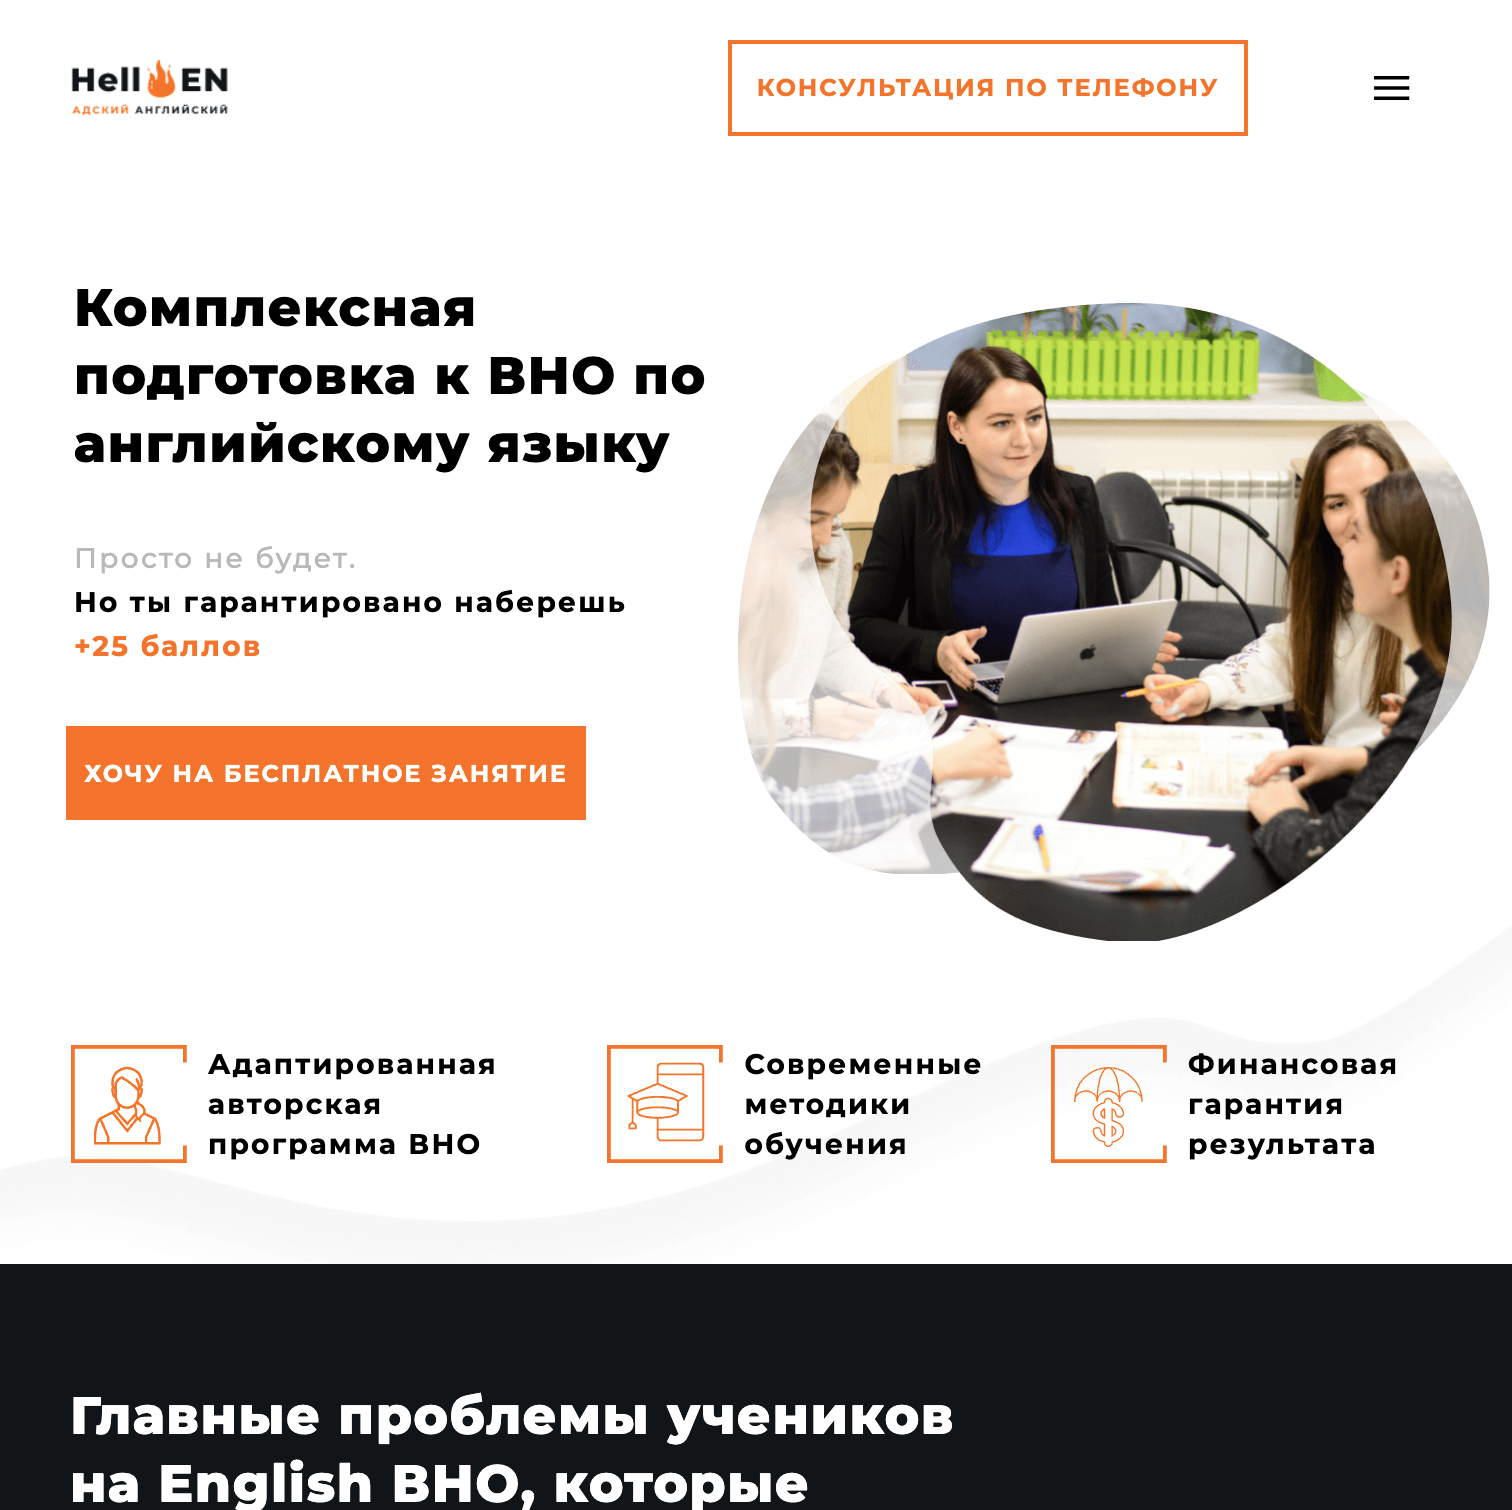 Hell EN
АДСКИЙ АНГЛИЙСКИЙ
КОНСУЛЬТАЦИЯ ПО ТЕЛЕФОНУ
Комплексная
подготовка к ВНО по
английскому языку
Просто не будет.
Но ты гарантировано наберешь
+25 баллов
ХОЧУ НА БЕСПЛАТНОЕ ЗАНЯТИЕ
Адаптированная
авторская
программа ВНО
Современные
методики
обучения
Финансовая
гарантия
результата
Главные проблемы учеников
на English ВНО, которые